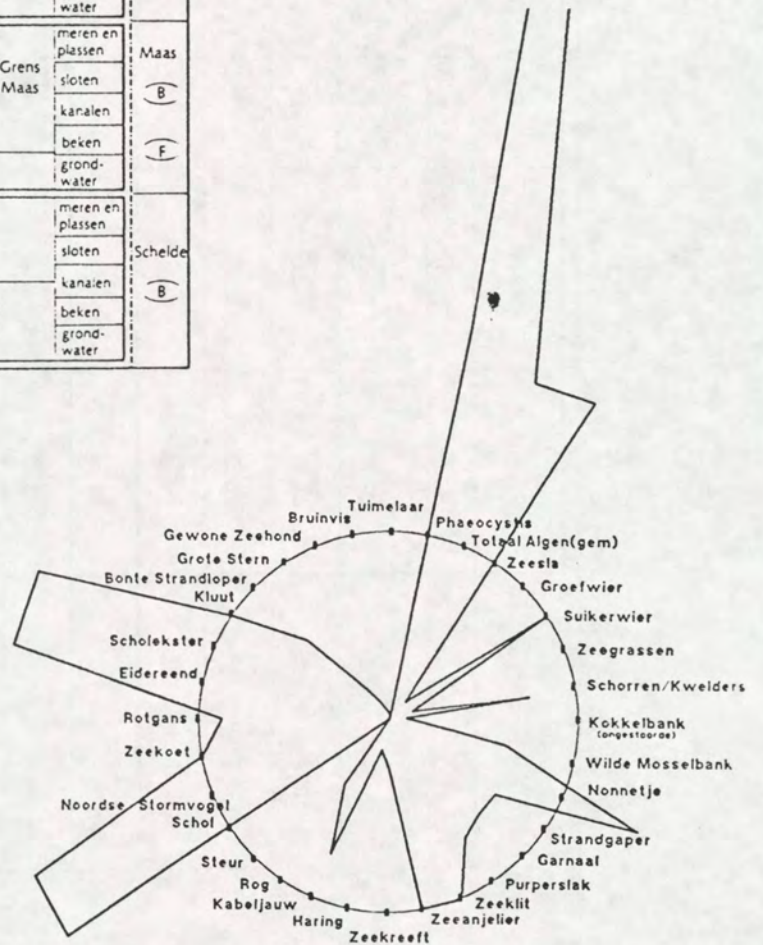 water
meren en
plassen
Maas
Grens
Maas
sloten
B
kanalen
beken
F
grond-
water
meren en
plassen
sloten
Schelde
kanalen
B
beken
grond-
water
Tuimelaar
Bruinvis
Phaeocystis
Gewone Zeehond
Totaal Algen(gem)
Grote Stern
Zeesla
Bonte Strandloper
Groefwier
Kluut
Suikerwier
Scholekster
Zeegrassen
Eidereend
Schorren/Kwelders
Rotgans
Kokkelbank
(ongestoorde)
Zeekoet
Wilde Mosselbank
Nonnetje
Noordse Stormvogel
Schol
Strandgaper
Steur
Garnaal
Rog
Purperslak
Kabeljauw
Zeeklit
Haring
Zeeanjelier
Zeekreeft